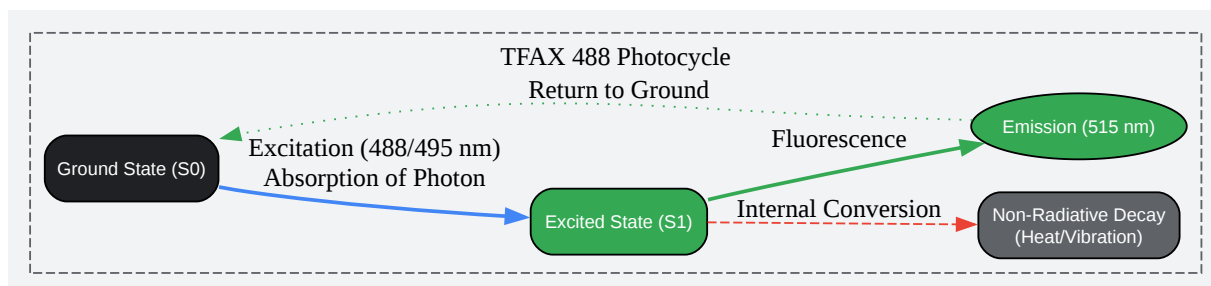 TFAX 488 Photocycle
Return to Ground
Ground State (S0)
Excitation (488/495 nm)
Absorption of Photon
Excited State (S1)
Fluorescence
Emission (515 nm)
Internal Conversion
Non-Radiative Decay
(Heat/Vibration)